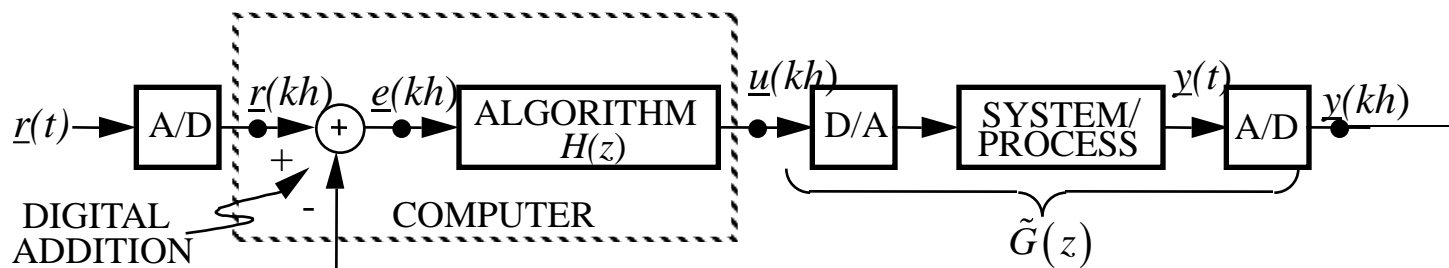 r(t)
A/D
r(kh)
+
+
-
e(kh)
ALGORITHM
H(z)
u(kh)
D/A
SYSTEM/
PROCESS
y(t)
A/D
y(kh)
DIGITAL
ADDITION
COMPUTER
G̃(z)